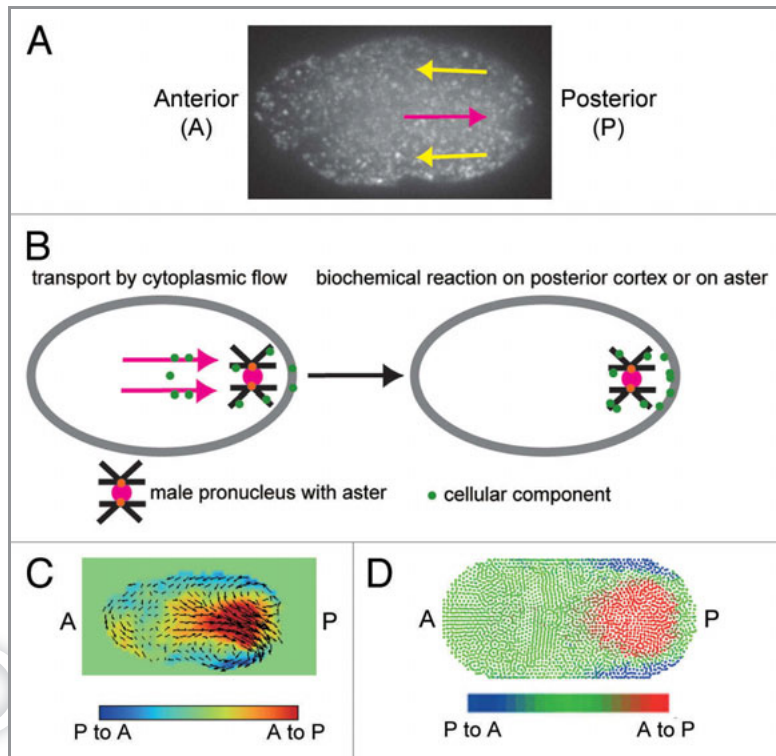 A
Anterior
(A)
Posterior
(P)
B
transport by cytoplasmic flow
biochemical reaction on posterior cortex or on aster
male pronucleus with aster
cellular component
C
A
P
P to A
A to P
D
A
P
P to A
A to P